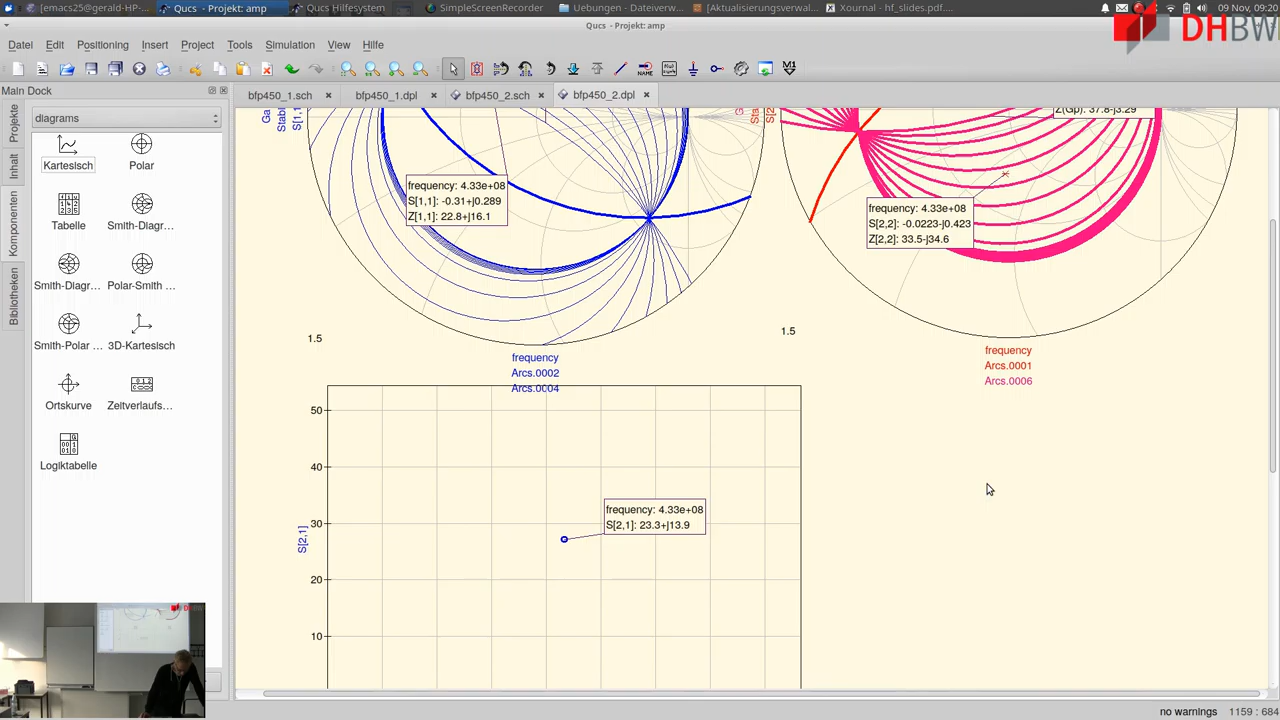 [emacs25@gerald-HP-...
Qucs - Projekt: amp
Qucs Hilfesystem
SimpleScreenRecorder
Uebungen - Dateiverw...
[Aktualisierungsverwal...
Xournal - hf_slides.pdf...
09 Nov, 09:20
Qucs - Projekt: amp
DHBW
Datei Edit Positioning Insert Project Tools Simulation View Hilfe
M1
NAME
Main Dock
bfp450_1.sch
bfp450_1.dpl
bfp450_2.sch
bfp450_2.dpl
Projekte
Inhalt
Komponenten
Bibliotheken
diagrams
Kartesisch
Polar
Tabelle
Smith-Diagr...
Smith-Diagr...
Polar-Smith ...
Smith-Polar ...
3D-Kartesisch
Ortskurve
Zeitverlaufs...
Logiktabelle
S[1,1]
S[2
Z(Gp): 37.8-j3.29
frequency: 4.33e+08
S[1,1]: -0.31+j0.289
Z[1,1]: 22.8+j16.1
frequency: 4.33e+08
S[2,2]: -0.0223-j0.423
Z[2,2]: 33.5-j34.6
1.5
1.5
frequency
Arcs.0002
Arcs.0004
frequency
Arcs.0001
Arcs.0006
50
40
30
20
10
S[2,1]
frequency: 4.33e+08
S[2,1]: 23.3+j13.9
no warnings
1159 : 684